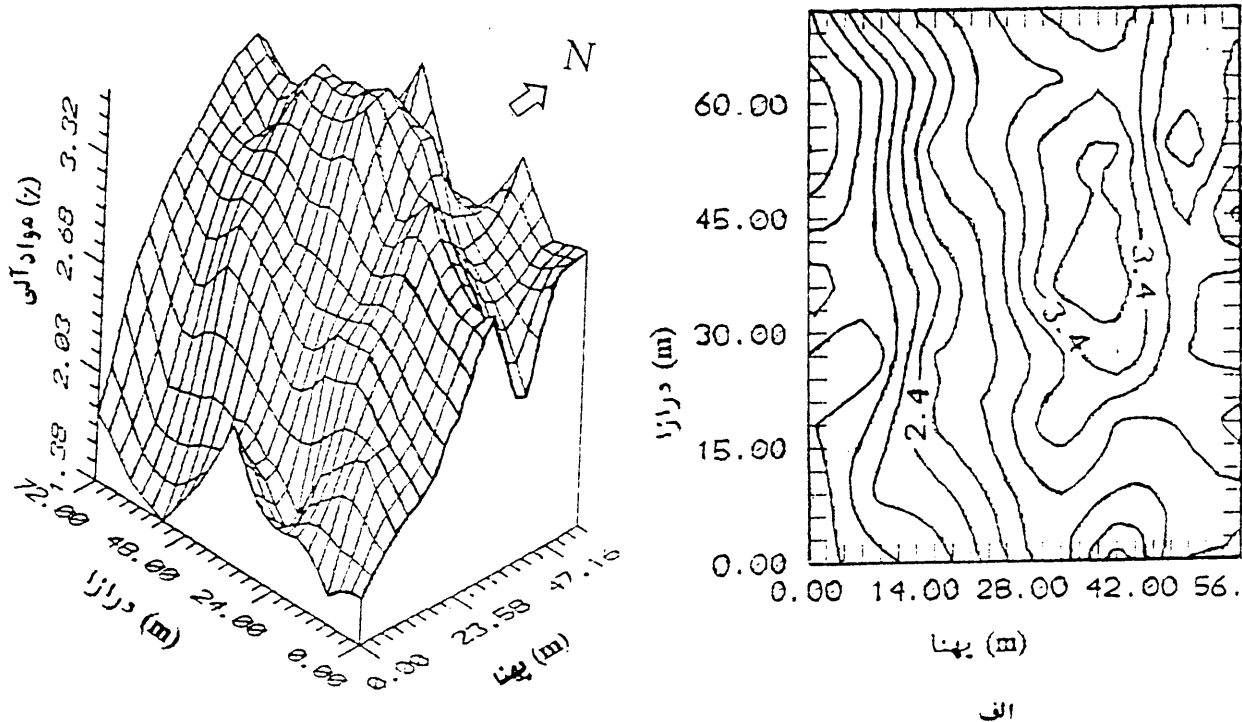 N
3.32
2.68
2.03
1.38
مواد آلی (٪)
72.00
48.00
24.00
0.00
درازا (m)
0.00
23.58
47.16
پهنا (m)
60.00
45.00
30.00
15.00
0.00
درازا (m)
3.4
3.4
2.4
0.00 14.00 28.00 42.00 56.
پهنا (m)
الف